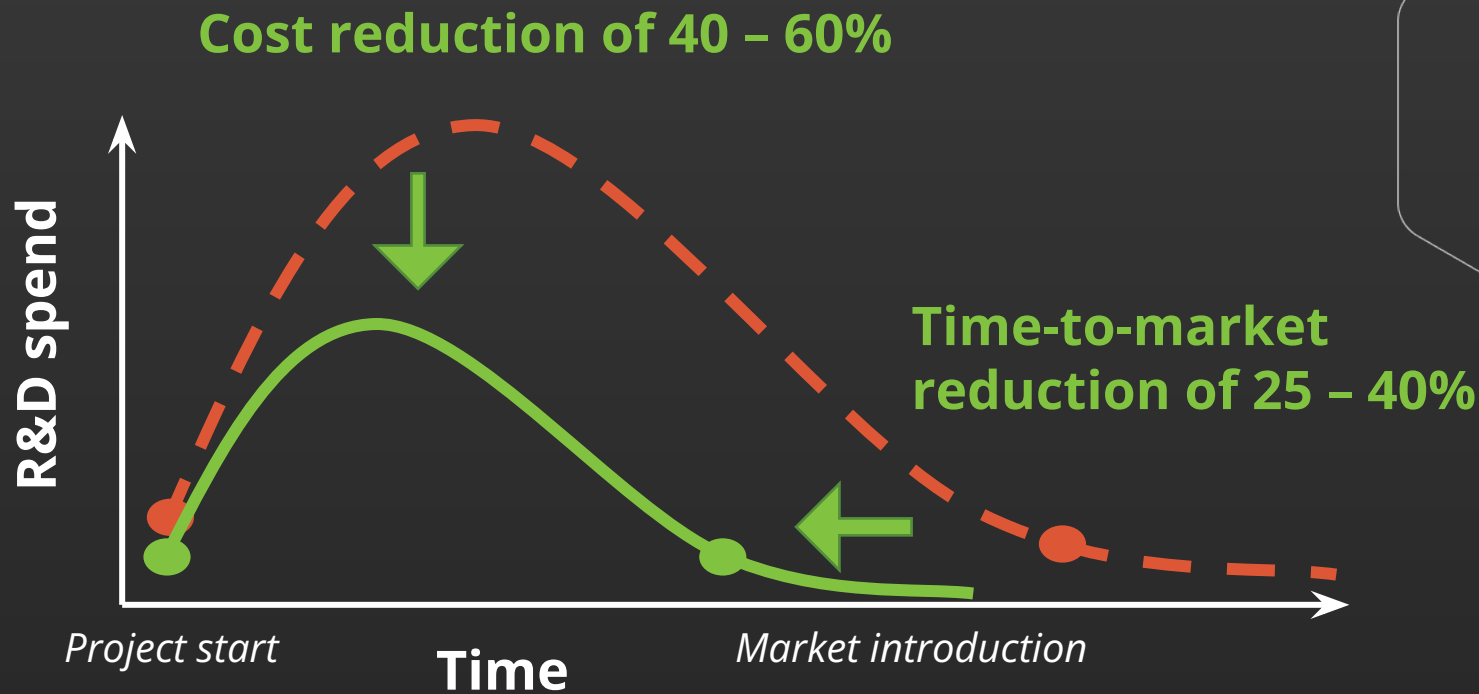 Cost reduction of 40 – 60%
R&D spend
Time-to-market
reduction of 25 – 40%
Project start
Time
Market introduction